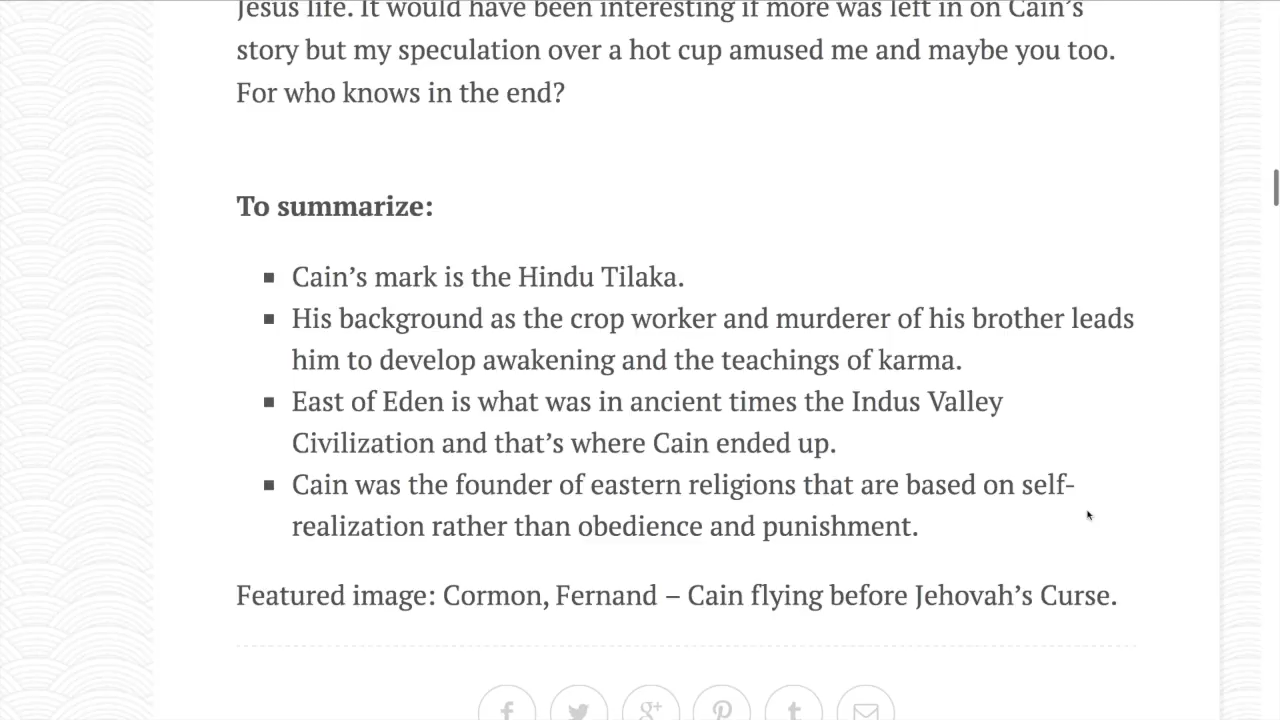 Jesus life. It would have been interesting if more was left in on Cain's
story but my speculation over a hot cup amused me and maybe you too.
For who knows in the end?
To summarize:
Cain's mark is the Hindu Tilaka.
His background as the crop worker and murderer of his brother leads
him to develop awakening and the teachings of karma.
East of Eden is what was in ancient times the Indus Valley
Civilization and that's where Cain ended up.
Cain was the founder of eastern religions that are based on self-
realization rather than obedience and punishment.
Featured image: Cormon, Fernand – Cain flying before Jehovah's Curse.